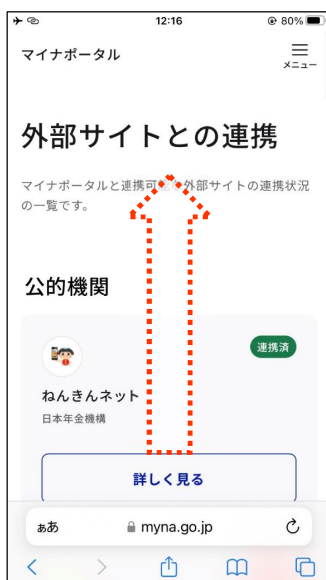 12:16
80%
マイナポータル
メニュー
外部サイトとの連携
マイナポータルと連携可能な外部サイトの連携状況
の一覧です。
公的機関
連携済
ねんきんネット
日本年金機構
詳しく見る
ぁあ
myna.go.jp